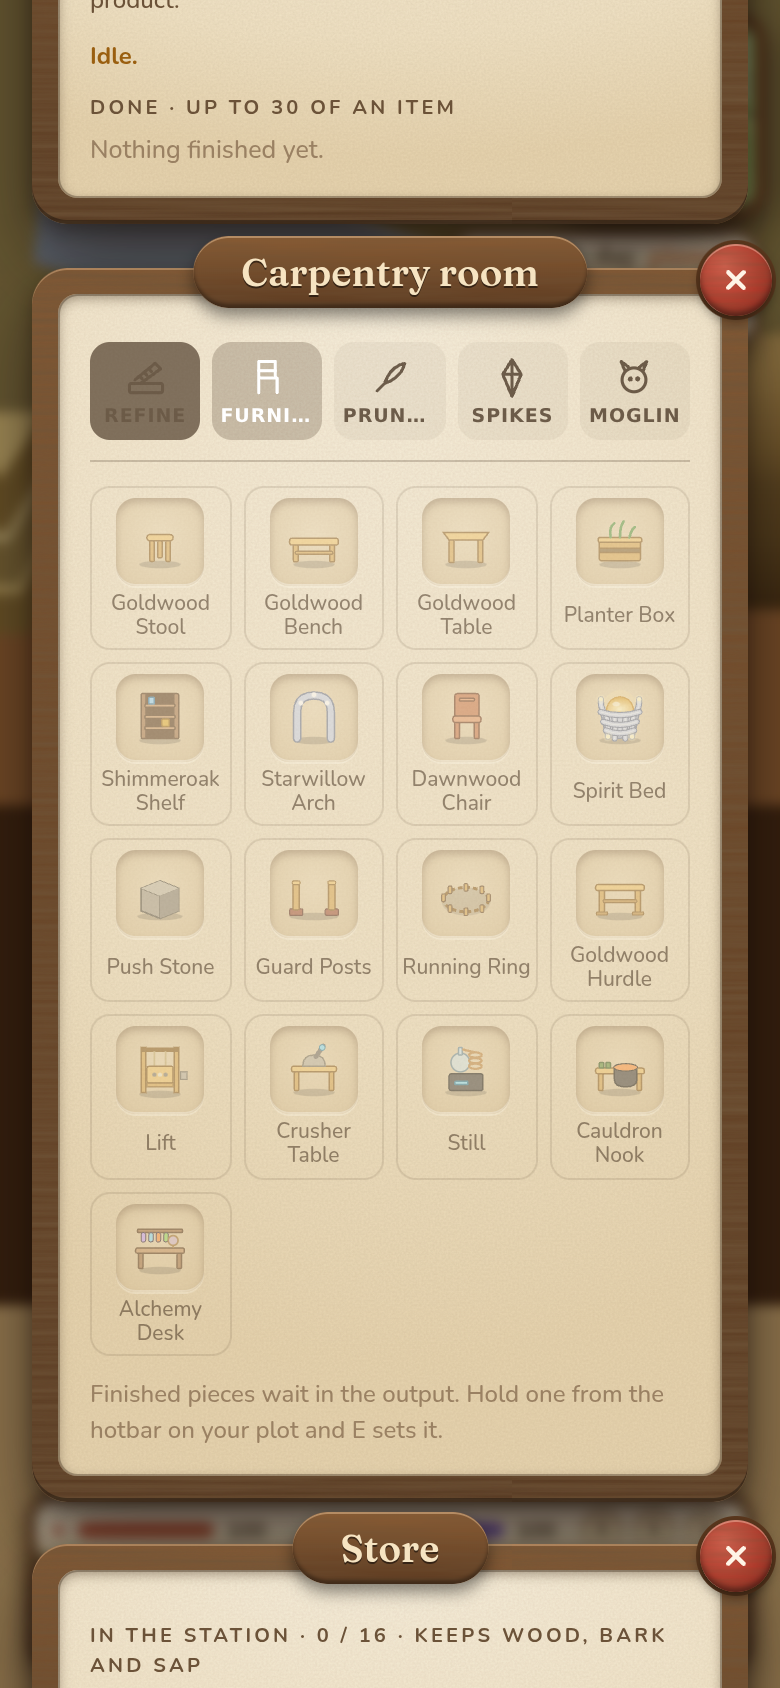 product.
Idle.
DONE · UP TO 30 OF AN ITEM
Nothing finished yet.
Carpentry room
REFINE
FURNI...
PRUN...
SPIKES
MOGLIN
Goldwood
Stool
Goldwood
Bench
Goldwood
Table
Planter Box
Shimmeroak
Shelf
Starwillow
Arch
Dawnwood
Chair
Spirit Bed
Push Stone
Guard Posts
Running Ring
Goldwood
Hurdle
Lift
Crusher
Table
Still
Cauldron
Nook
Alchemy
Desk
Finished pieces wait in the output. Hold one from the
hotbar on your plot and E sets it.
Store
IN THE STATION · 0 / 16 · KEEPS WOOD, BARK
AND SAP